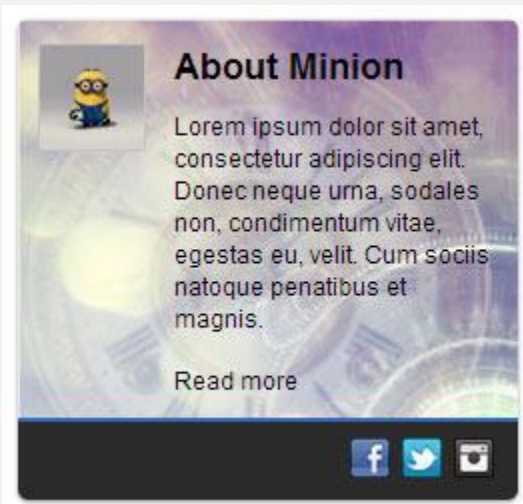 About Minion
Lorem ipsum dolor sit amet,
consectetur adipiscing elit.
Donec neque urna, sodales
non, condimentum vitae,
egestas eu, velit. Cum sociis
natoque penatibus et
magnis.
Read more